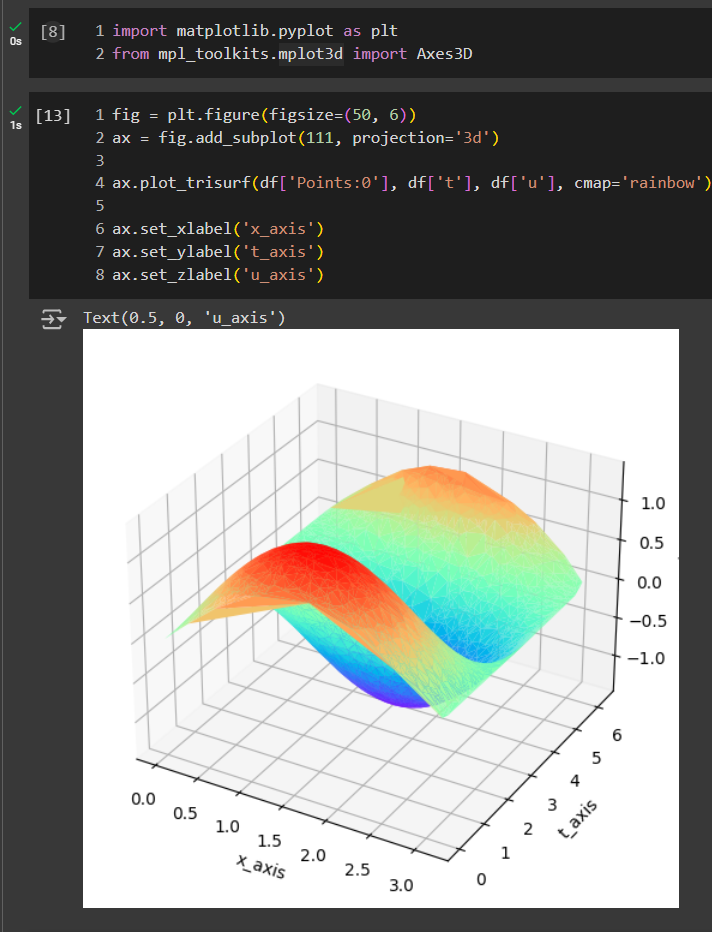 [8]
0s
1 import matplotlib.pyplot as plt
2 from mpl_toolkits.mplot3d import Axes3D
[13]
1s
1 fig = plt.figure(figsize=(50, 6))
2 ax = fig.add_subplot(111, projection='3d')
3
4 ax.plot_trisurf(df['Points:0'], df['t'], df['u'], cmap='rainbow')
5
6 ax.set_xlabel('x_axis')
7 ax.set_ylabel('t_axis')
8 ax.set_zlabel('u_axis')
Text(0.5, 0, 'u_axis')
1.0
0.5
0.0
−0.5
−1.0
0.0 0.5 1.0 1.5 2.0 2.5 3.0
x_axis
0 1 2 3 4 5 6
t_axis